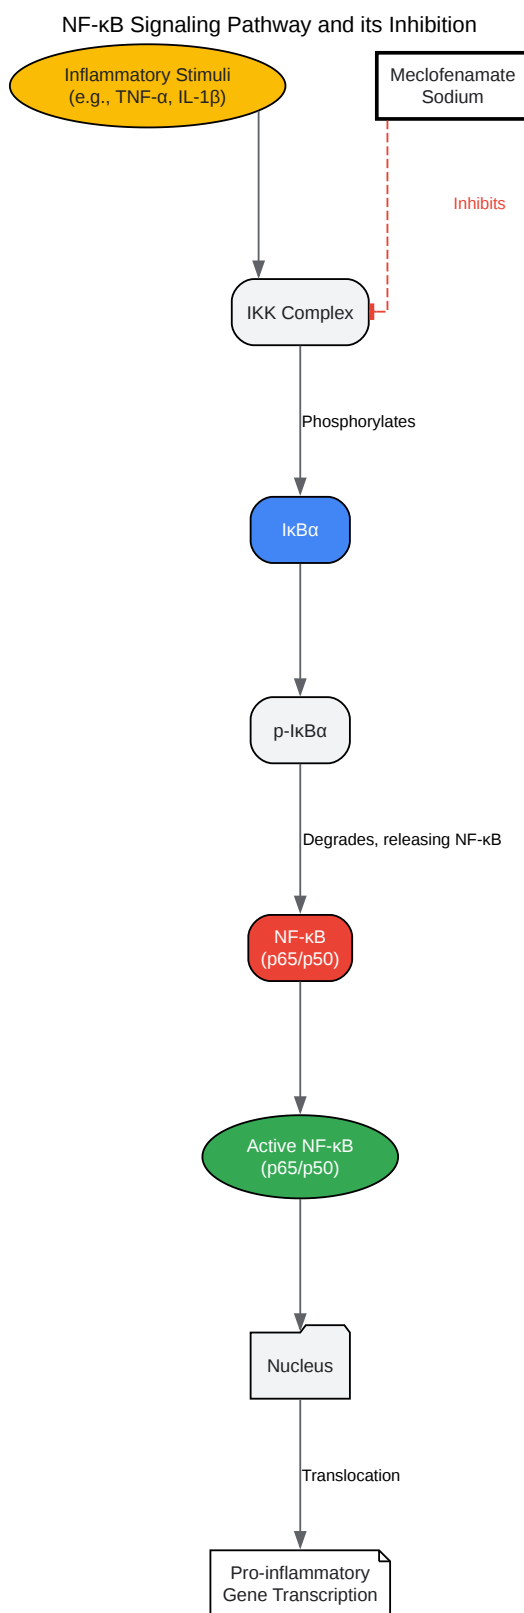 NF-κB Signaling Pathway and its Inhibition
Inflammatory Stimuli
(e.g., TNF-α, IL-1β)
Meclofenamate
Sodium
Inhibits
IKK Complex
Phosphorylates
IκBα
p-IκBα
Degrades, releasing NF-κB
NF-κB
(p65/p50)
Active NF-κB
(p65/p50)
Nucleus
Translocation
Pro-inflammatory
Gene Transcription